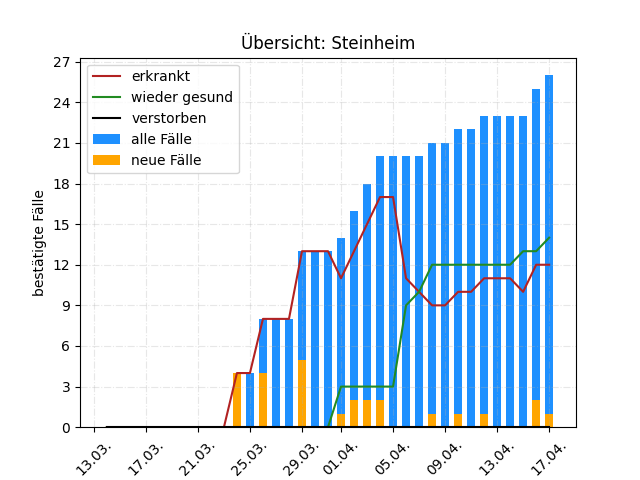 Übersicht: Steinheim
bestätigte Fälle
27
24
21
18
15
12
9
6
3
0
erkrankt
wieder gesund
verstorben
alle Fälle
neue Fälle
13.03.
17.03.
21.03.
25.03.
29.03.
01.04.
05.04.
09.04.
13.04.
17.04.